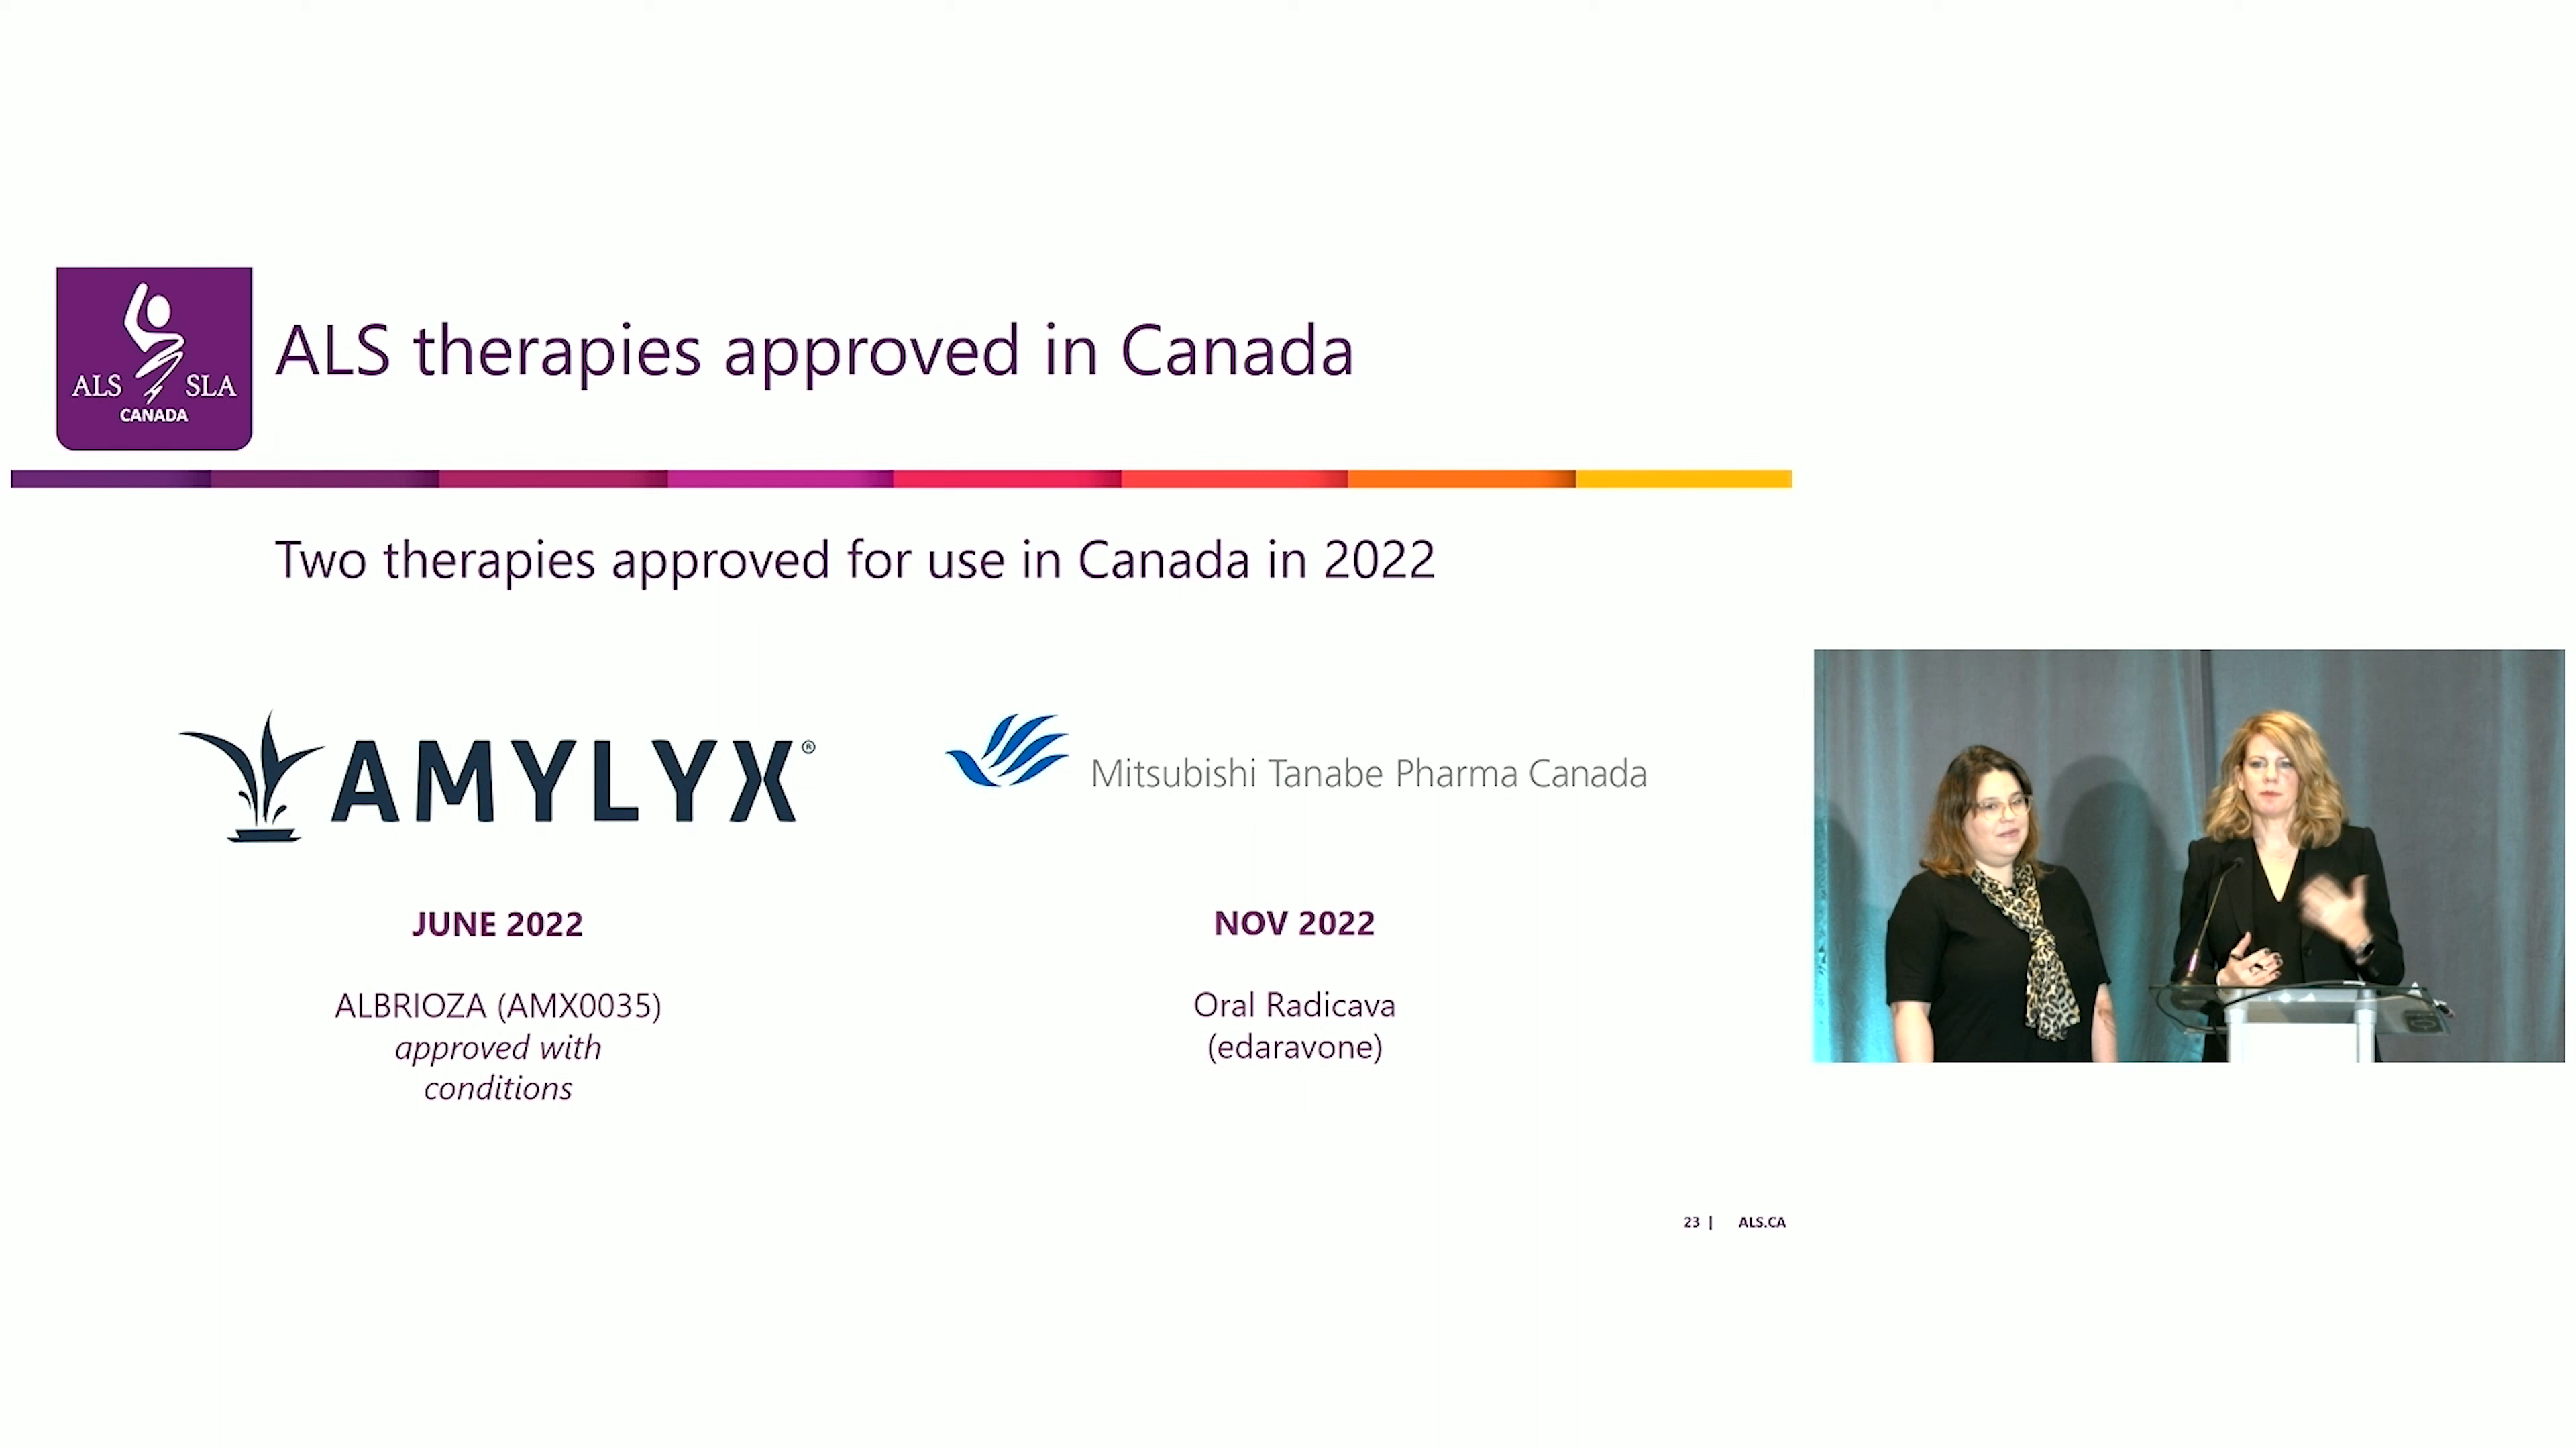 ALS SLA
CANADA
ALS therapies approved in Canada
Two therapies approved for use in Canada in 2022
AMYLYX®
JUNE 2022
ALBRIOZA (AMX0035)
approved with
conditions
Mitsubishi Tanabe Pharma Canada
NOV 2022
Oral Radicava
(edaravone)
23 | ALS.CA